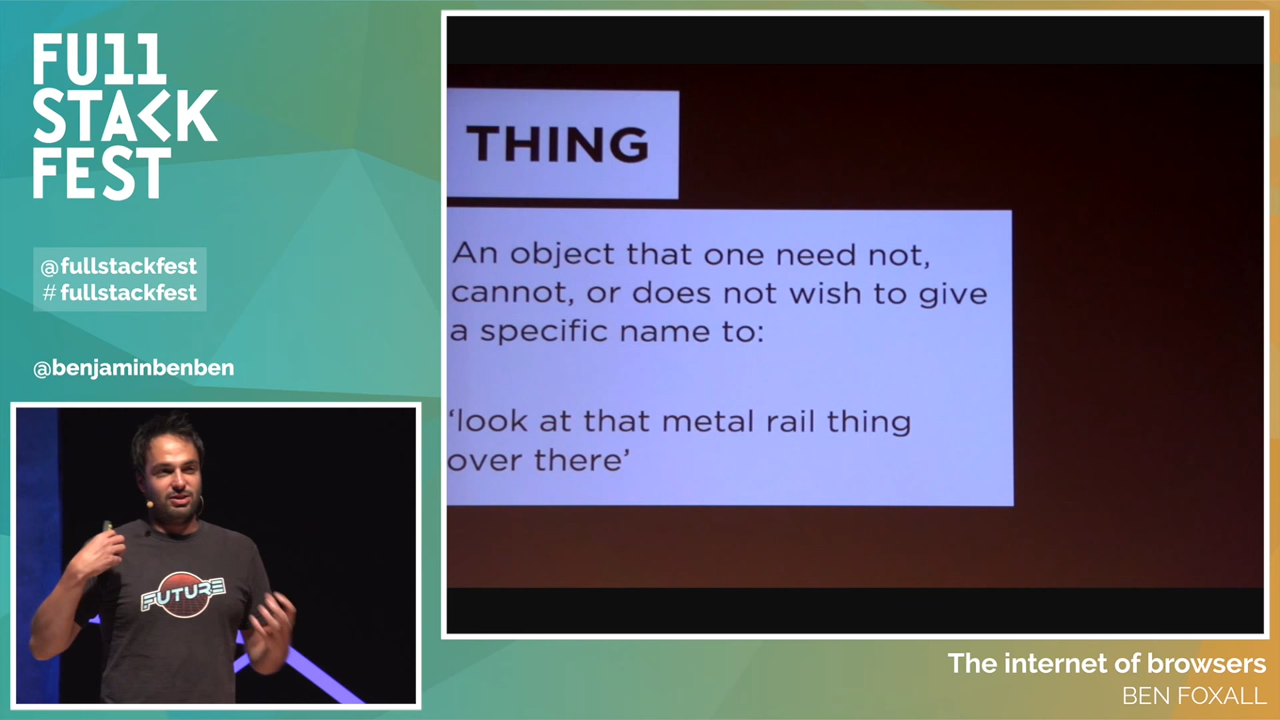 FU11
STACK
FEST
@fullstackfest
# fullstackfest
@benjaminbenben
FUTURE
THING
An object that one need not,
cannot, or does not wish to give
a specific name to:
‘look at that metal rail thing
over there’
The internet of browsers
BEN FOXALL